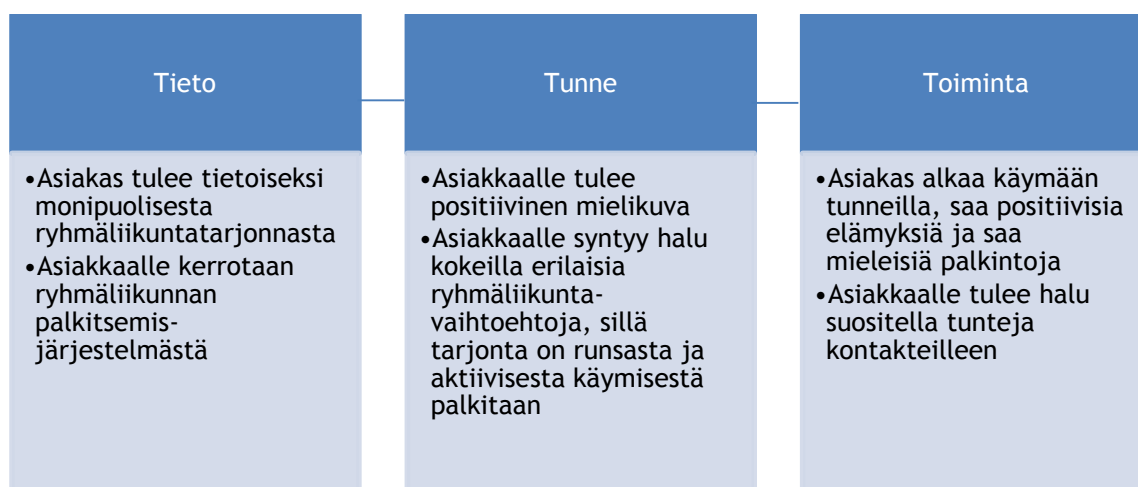 Tieto
•Asiakas tulee tietoiseksi
monipuolisesta
ryhmäliikuntatarjonnasta
•Asiakkaalle kerrotaan
ryhmäliikunnan
palkitsemis-
järjestelmästä
Tunne
•Asiakkaalle tulee
positiivinen mielikuva
•Asiakkaalle syntyy halu
kokeilla erilaisia
ryhmäliikunta-
vaihtoehtoja, sillä
tarjonta on runsasta ja
aktiivisesta käymisestä
palkitaan
Toiminta
•Asiakas alkaa käymään
tunneilla, saa positiivisia
elämyksiä ja saa
mieleisiä palkintoja
•Asiakkaalle tulee halu
suositella tunteja
kontakteilleen